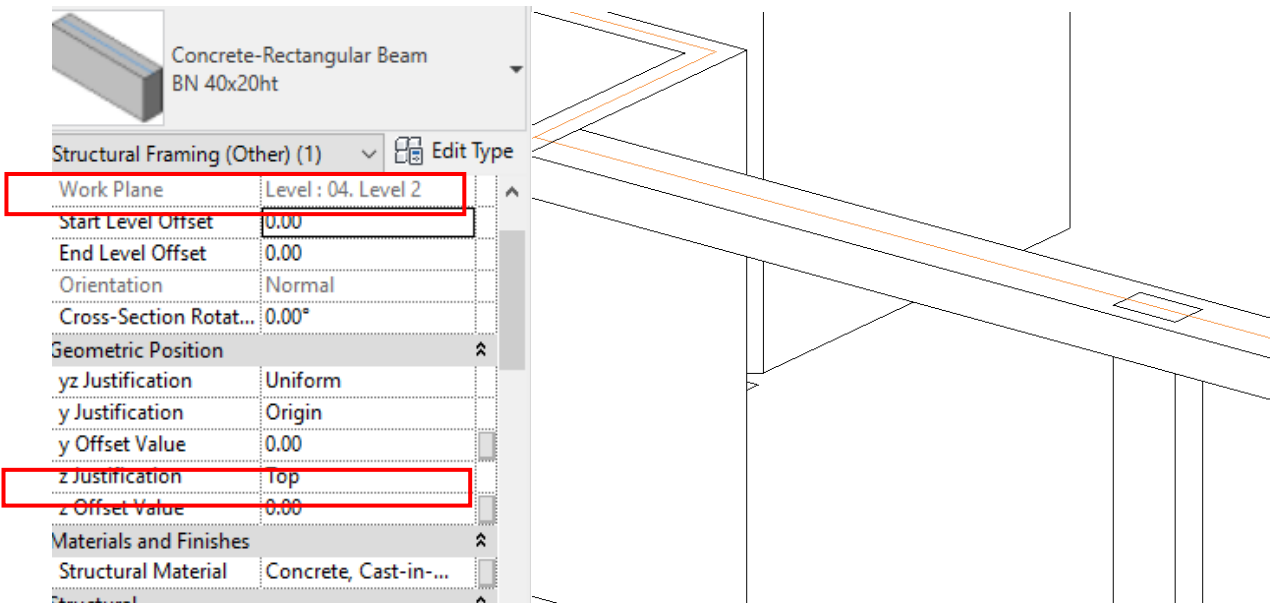 Concrete-Rectangular Beam
BN 40x20ht
Structural Framing (Other) (1) Edit Type
Work Plane Level : 04. Level 2
Start Level Offset 0.00
End Level Offset 0.00
Orientation Normal
Cross-Section Rotat... 0.00°
Geometric Position
yz Justification Uniform
y Justification Origin
y Offset Value 0.00
z Justification Top
z Offset Value 0.00
Materials and Finishes
Structural Material Concrete, Cast-in-...
Structural